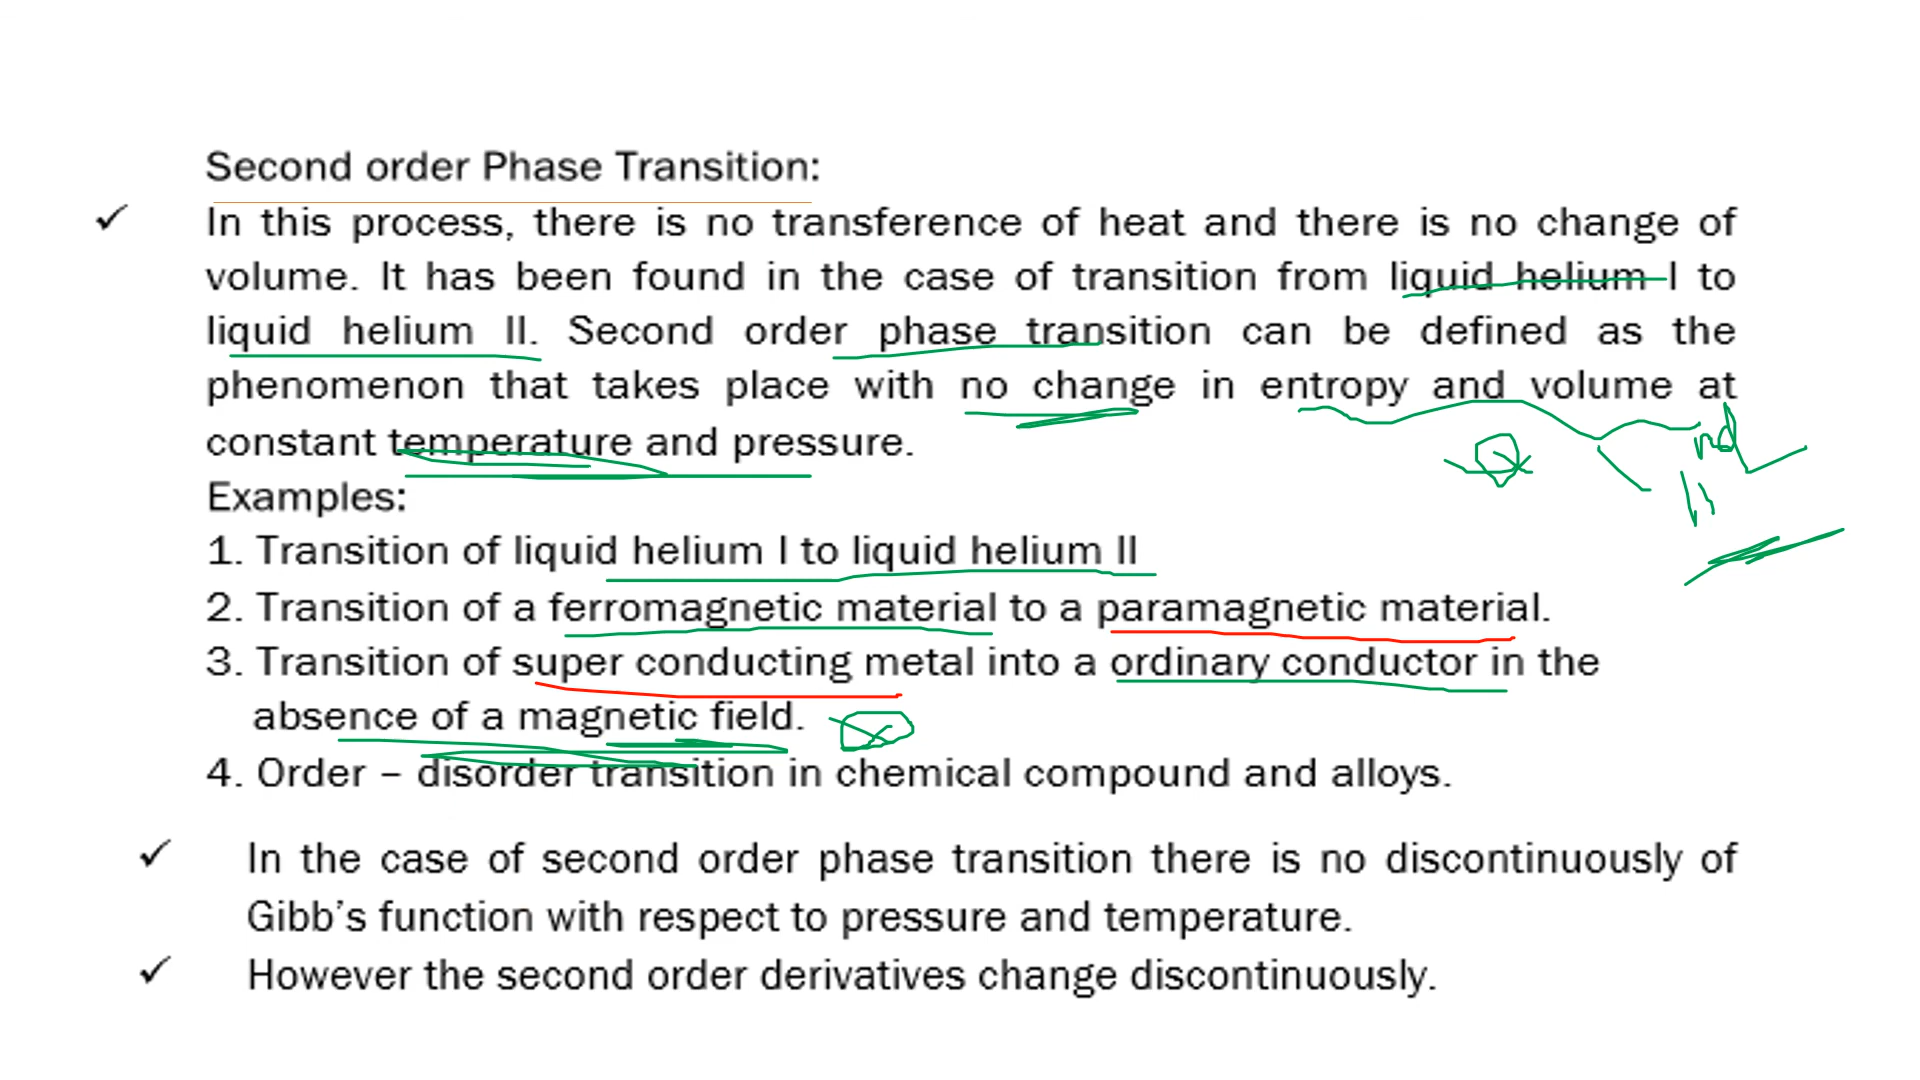 Second order Phase Transition:
✓ In this process, there is no transference of heat and there is no change of
volume. It has been found in the case of transition from liquid helium I to
liquid helium II. Second order phase transition can be defined as the
phenomenon that takes place with no change in entropy and volume at
constant temperature and pressure.
Examples:
1. Transition of liquid helium I to liquid helium II
2. Transition of a ferromagnetic material to a paramagnetic material.
3. Transition of super conducting metal into a ordinary conductor in the
absence of a magnetic field.
4. Order – disorder transition in chemical compound and alloys.
✓ In the case of second order phase transition there is no discontinuously of
Gibb's function with respect to pressure and temperature.
✓ However the second order derivatives change discontinuously.